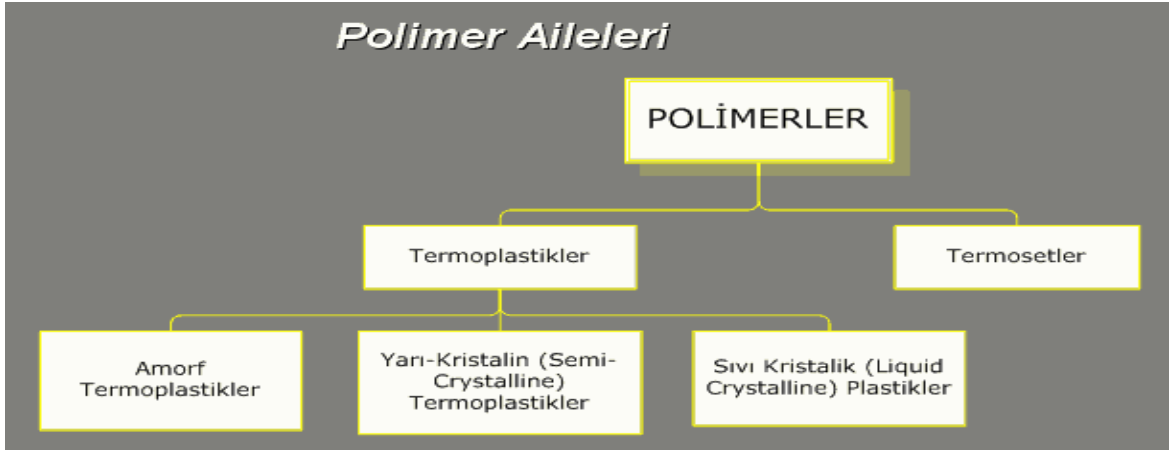 Polimer Aileleri
POLİMERLER
Termoplastikler
Termosetler
Amorf
Termoplastikler
Yarı-Kristalin (Semi-
Crystalline)
Termoplastikler
Sıvı Kristalik (Liquid
Crystalline) Plastikler